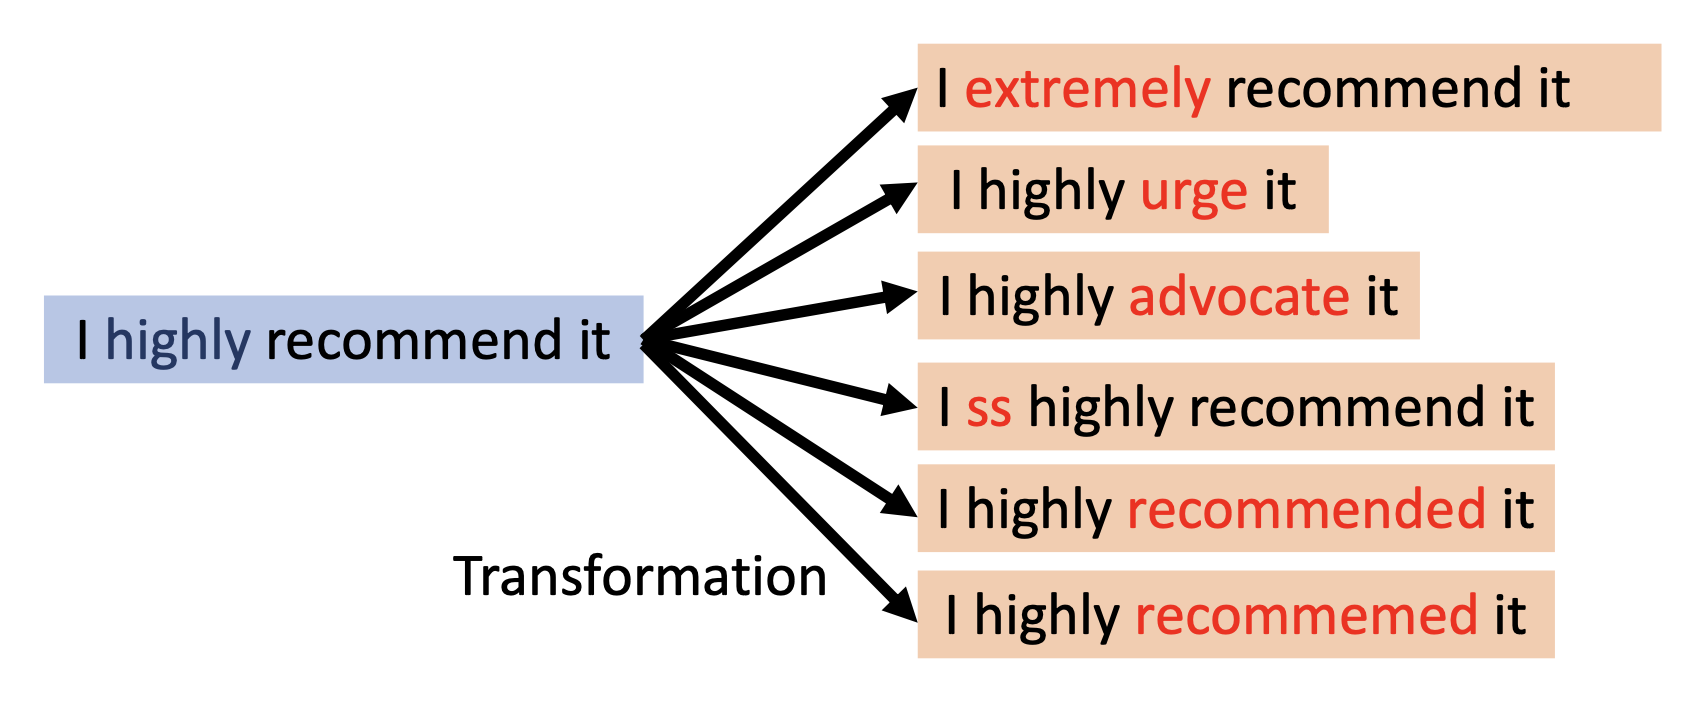 I extremely recommend it
I highly urge it
I highly advocate it
I highly recommend it
I ss highly recommend it
I highly recommended it
Transformation
I highly recommemed it